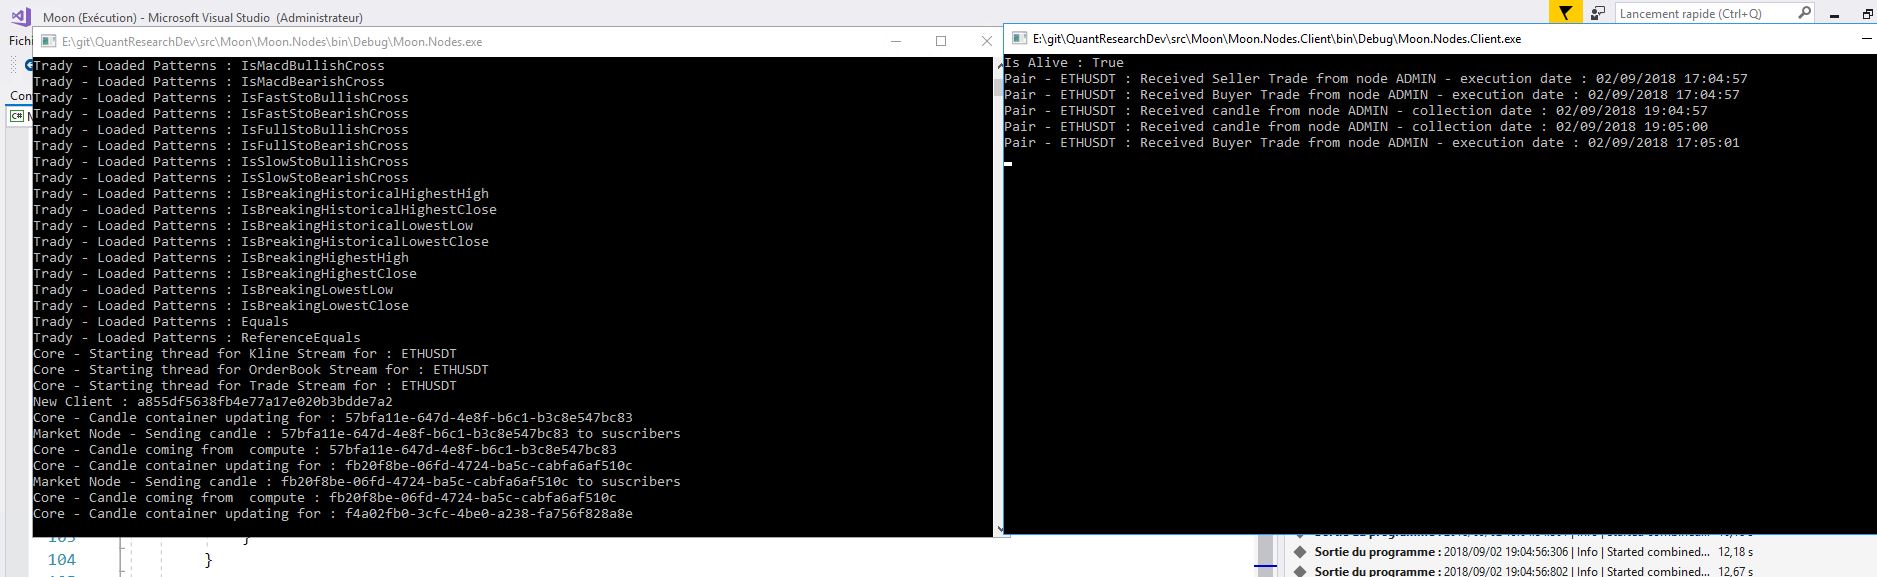 Moon (Exécution) - Microsoft Visual Studio (Administrateur)
Lancement rapide (Ctrl+Q)
Fichi
E:\git\QuantResearchDev\src\Moon\Moon.Nodes\bin\Debug\Moon.Nodes.exe
Trady - Loaded Patterns : IsMacdBullishCross
Trady - Loaded Patterns : IsMacdBearishCross
Trady - Loaded Patterns : IsFastStoBullishCross
Trady - Loaded Patterns : IsFastStoBearishCross
Trady - Loaded Patterns : IsFullStoBullishCross
Trady - Loaded Patterns : IsFullStoBearishCross
Trady - Loaded Patterns : IsSlowStoBullishCross
Trady - Loaded Patterns : IsSlowStoBearishCross
Trady - Loaded Patterns : IsBreakingHistoricalHighestHigh
Trady - Loaded Patterns : IsBreakingHistoricalHighestClose
Trady - Loaded Patterns : IsBreakingHistoricalLowestLow
Trady - Loaded Patterns : IsBreakingHistoricalLowestClose
Trady - Loaded Patterns : IsBreakingHighestHigh
Trady - Loaded Patterns : IsBreakingHighestClose
Trady - Loaded Patterns : IsBreakingLowestLow
Trady - Loaded Patterns : IsBreakingLowestClose
Trady - Loaded Patterns : Equals
Trady - Loaded Patterns : ReferenceEquals
Core - Starting thread for Kline Stream for : ETHUSDT
Core - Starting thread for OrderBook Stream for : ETHUSDT
Core - Starting thread for Trade Stream for : ETHUSDT
New Client : a855df5638fb4e77a17e020b3bdde7a2
Core - Candle container updating for : 57bfa11e-647d-4e8f-b6c1-b3c8e547bc83
Market Node - Sending candle : 57bfa11e-647d-4e8f-b6c1-b3c8e547bc83 to suscribers
Core - Candle coming from  compute : 57bfa11e-647d-4e8f-b6c1-b3c8e547bc83
Core - Candle container updating for : fb20f8be-06fd-4724-ba5c-cabfa6af510c
Market Node - Sending candle : fb20f8be-06fd-4724-ba5c-cabfa6af510c to suscribers
Core - Candle coming from  compute : fb20f8be-06fd-4724-ba5c-cabfa6af510c
Core - Candle container updating for : f4a02fb0-3cfc-4be0-a238-fa756f828a8e
E:\git\QuantResearchDev\src\Moon\Moon.Nodes.Client\bin\Debug\Moon.Nodes.Client.exe
Is Alive : True
Pair - ETHUSDT : Received Seller Trade from node ADMIN - execution date : 02/09/2018 17:04:57
Pair - ETHUSDT : Received Buyer Trade from node ADMIN - execution date : 02/09/2018 17:04:57
Pair - ETHUSDT : Received candle from node ADMIN - collection date : 02/09/2018 19:04:57
Pair - ETHUSDT : Received candle from node ADMIN - collection date : 02/09/2018 19:05:00
Pair - ETHUSDT : Received Buyer Trade from node ADMIN - execution date : 02/09/2018 17:05:01
Con
C#
103 }
104 }
Sortie du programme : 2018/09/02 19:04:56:306 | Info | Started combined... 12,18 s
Sortie du programme : 2018/09/02 19:04:56:802 | Info | Started combined... 12,67 s